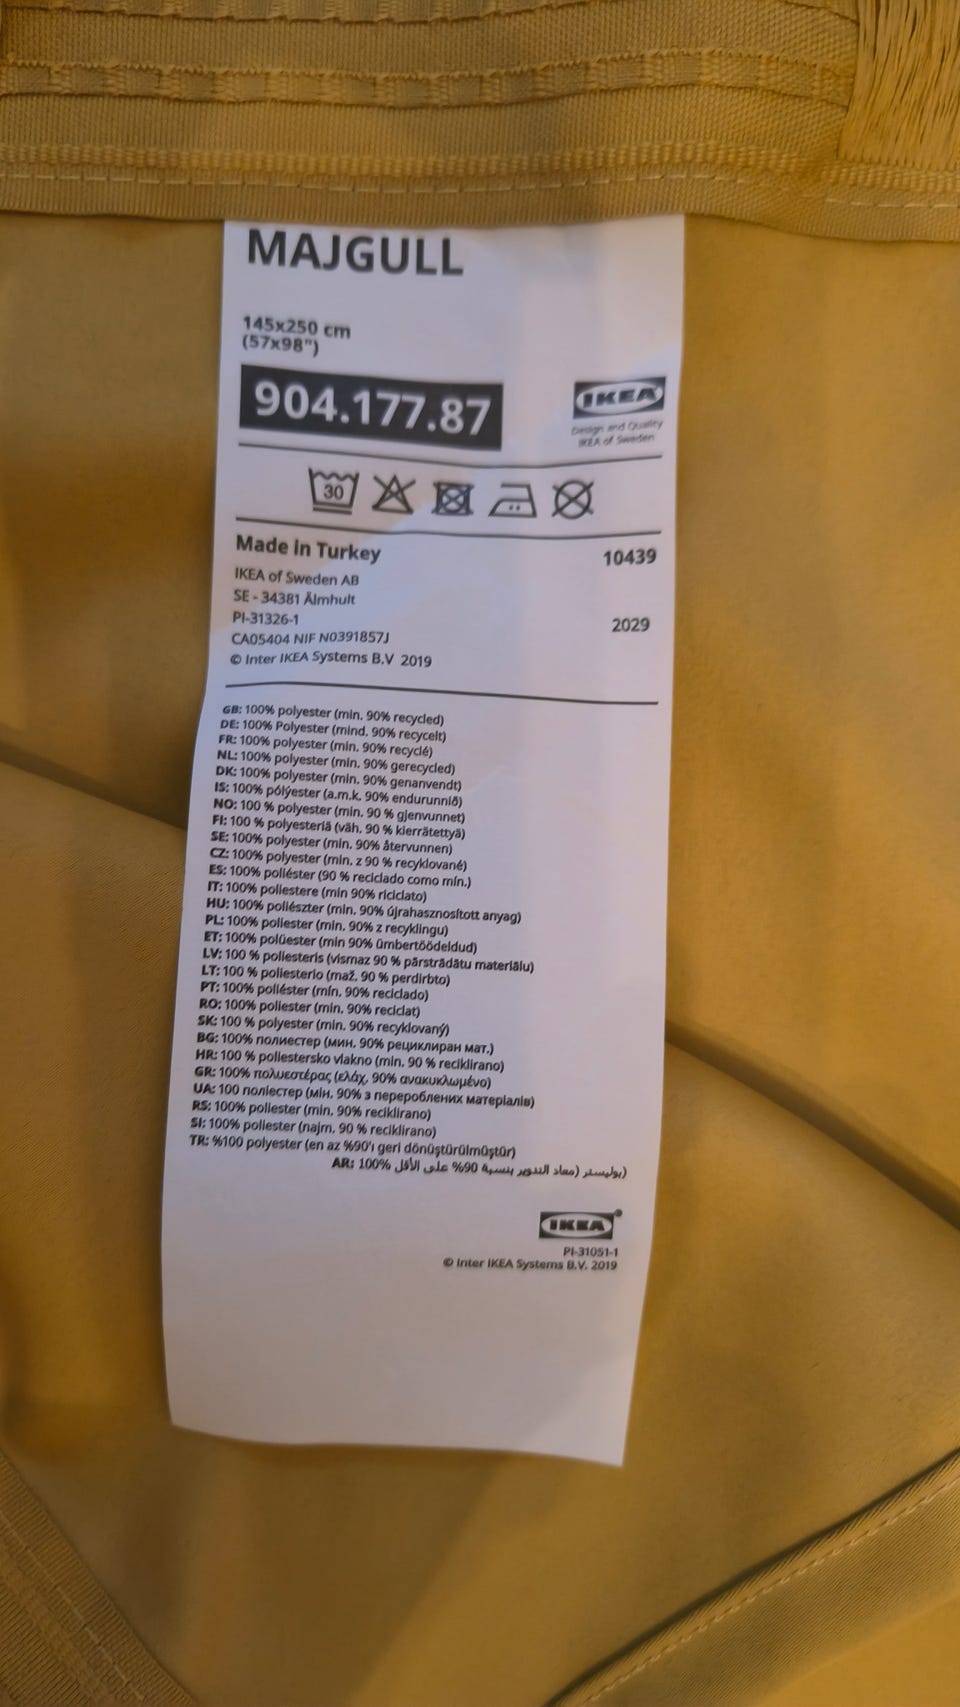 MAJGULL
145x250 cm
(57x98")
904.177.87
IKEA
Design and Quality
IKEA of Sweden
30
Made in Turkey
10439
IKEA of Sweden AB
SE - 34381 Älmhult
PI-31326-1
2029
CA05404 NIF N0391857J
© Inter IKEA Systems B.V 2019
GB: 100% polyester (min. 90% recycled)
DE: 100% Polyester (mind. 90% recycelt)
FR: 100% polyester (min. 90% recyclé)
NL: 100% polyester (min. 90% gerecycled)
DK: 100% polyester (min. 90% genanvendt)
IS: 100% pólýester (a.m.k. 90% endurunnið)
NO: 100 % polyester (min. 90 % gjenvunnet)
FI: 100 % polyesteriä (väh. 90 % kierrätettyä)
SE: 100% polyester (min. 90% återvunnen)
CZ: 100% polyester (min. z 90 % recyklované)
ES: 100% poliéster (90 % reciclado como mín.)
IT: 100% poliestere (min 90% riciclato)
HU: 100% poliészter (min. 90% újrahasznosított anyag)
PL: 100% poliester (min. 90% z recyklingu)
ET: 100% polüester (min 90% ümbertöödeldud)
LV: 100 % poliesteris (vismaz 90 % pārstrādātu materiālu)
LT: 100 % poliesterio (maž. 90 % perdirbto)
PT: 100% poliéster (mín. 90% reciclado)
RO: 100% poliester (min. 90% reciclat)
SK: 100 % polyester (min. 90% recyklovaný)
BG: 100% полиестер (мин. 90% рециклиран мат.)
HR: 100 % poliestersko vlakno (min. 90 % reciklirano)
GR: 100% πολυεστέρας (ελάχ. 90% ανακυκλωμένο)
UA: 100 поліестер (мін. 90% з перероблених матеріалів)
RS: 100% poliester (min. 90% reciklirano)
SI: 100% poliester (najm. 90 % reciklirano)
TR: %100 polyester (en az %90'ı geri dönüştürülmüştür)
AR: 100% بوليستر (معاد التدوير بنسبة 90% على الأقل)
IKEA
PI-31051-1
© Inter IKEA Systems B.V. 2019